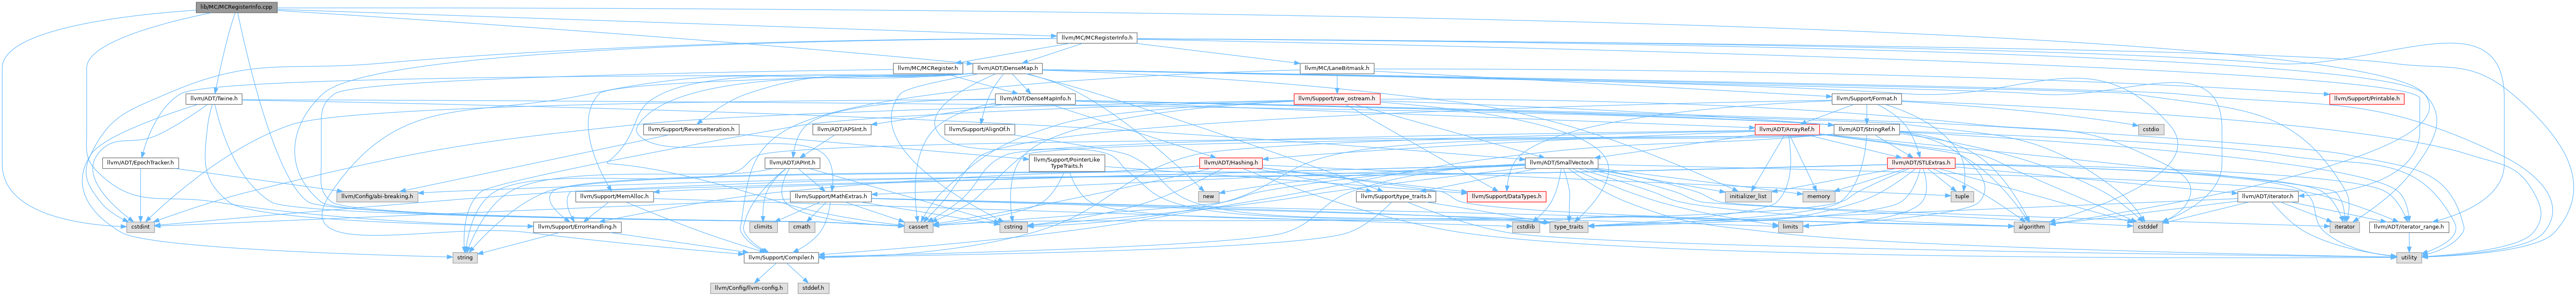 lib/MC/MCRegisterInfo.cpp
llvm/MC/MCRegisterInfo.h
llvm/MC/MCRegister.h
llvm/ADT/DenseMap.h
llvm/MC/LaneBitmask.h
llvm/ADT/Twine.h
llvm/ADT/DenseMapInfo.h
llvm/Support/raw_ostream.h
llvm/Support/Format.h
llvm/Support/Printable.h
llvm/Support/ReverseIteration.h
llvm/ADT/APSInt.h
llvm/Support/AlignOf.h
llvm/ADT/ArrayRef.h
llvm/ADT/StringRef.h
cstdio
llvm/ADT/EpochTracker.h
llvm/ADT/APInt.h
llvm/Support/PointerLike
TypeTraits.h
llvm/ADT/Hashing.h
llvm/ADT/SmallVector.h
llvm/ADT/STLExtras.h
llvm/Config/abi-breaking.h
llvm/Support/MemAlloc.h
llvm/Support/MathExtras.h
new
llvm/Support/type_traits.h
llvm/Support/DataTypes.h
initializer_list
memory
tuple
llvm/ADT/iterator.h
cstdint
llvm/Support/ErrorHandling.h
climits
cmath
cassert
cstring
cstdlib
type_traits
limits
algorithm
cstddef
iterator
llvm/ADT/iterator_range.h
string
llvm/Support/Compiler.h
utility
llvm/Config/llvm-config.h
stddef.h